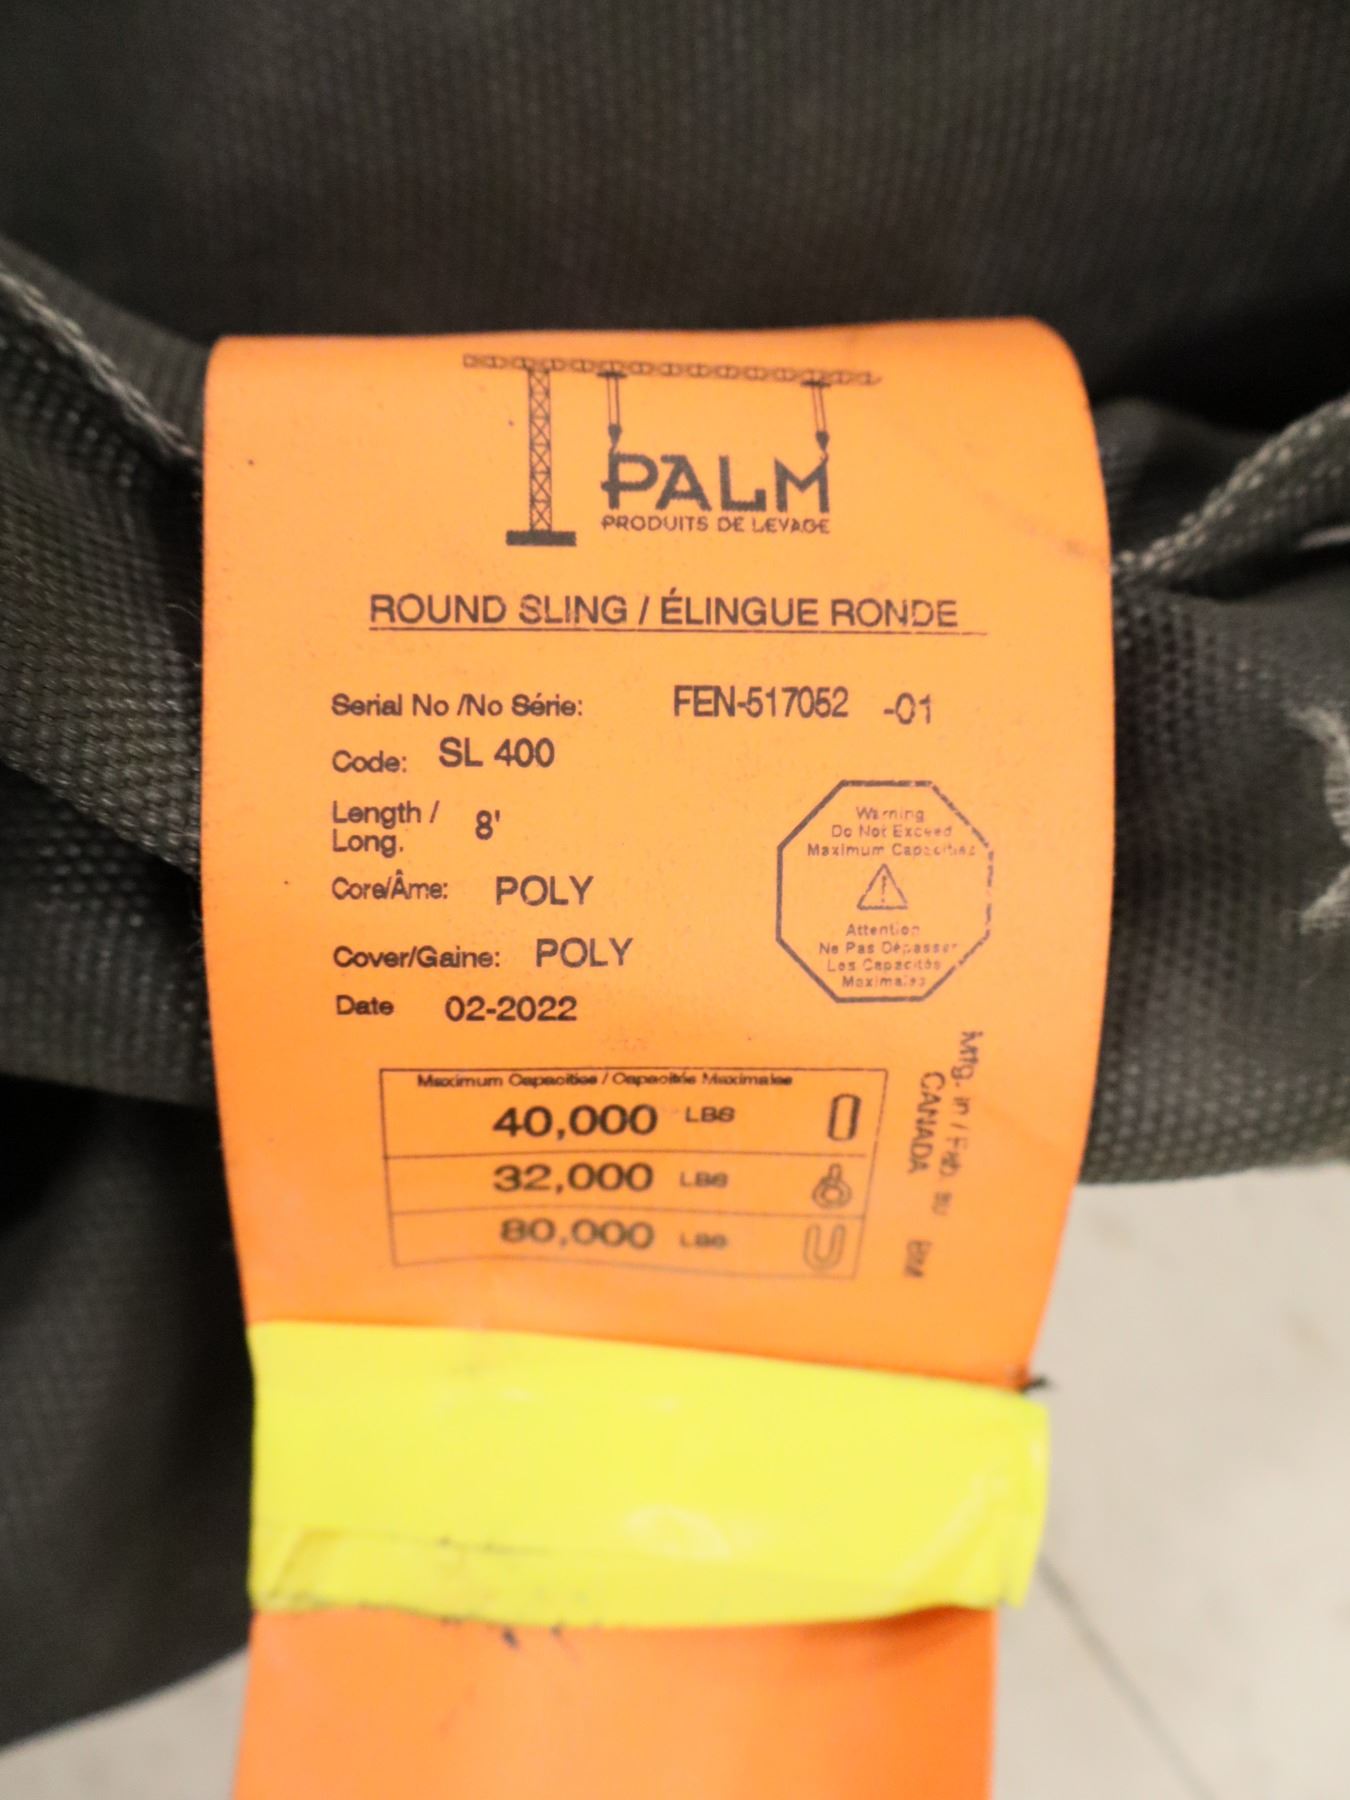 PALM
PRODUITS DE LEVAGE
ROUND SLING / ÉLINGUE RONDE
Serial No /No Série: FEN-517052 -01
Code: SL 400
Length /
Long. 8'
Core/Âme: POLY
Cover/Gaine: POLY
Date 02-2022
Warning
Do Not Exceed
Maximum Capacities
Attention
Ne Pas Dépasser
Les Capacités
Maximales
Maximum Capacities / Capacités Maximales
40,000 LBS
32,000 LBS
80,000 LBS
Mfg. in / Fab. au
CANADA